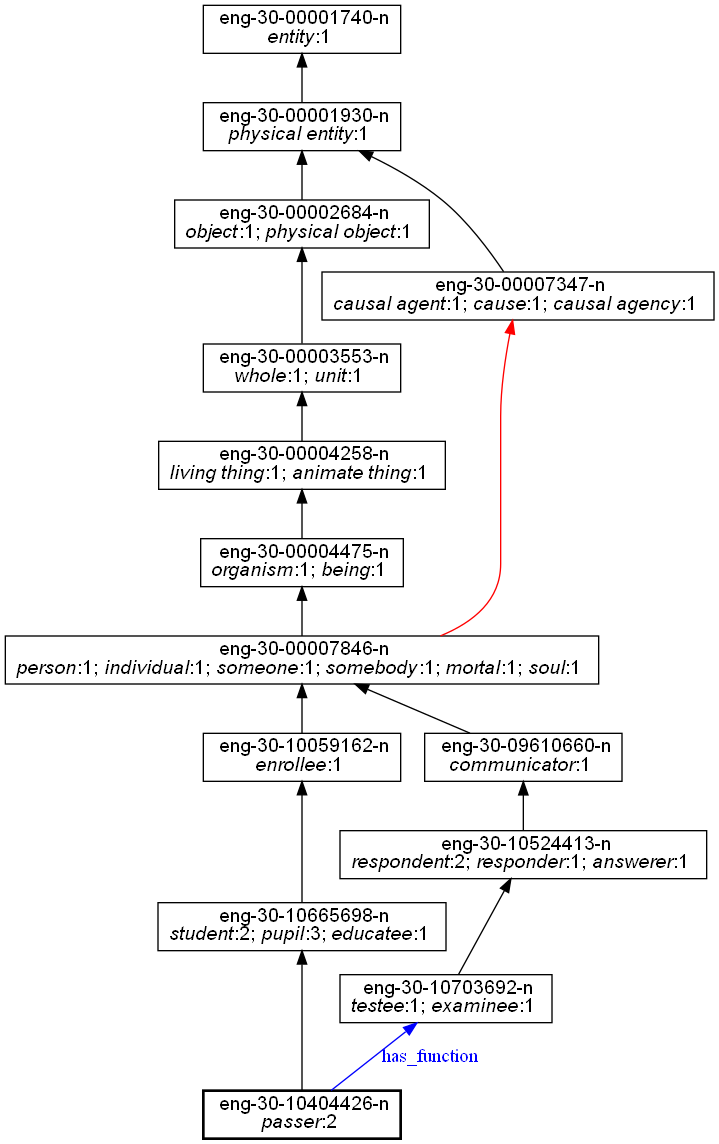 eng-30-00001740-n
entity:1
eng-30-00001930-n
physical entity:1
eng-30-00002684-n
object:1; physical object:1
eng-30-00007347-n
causal agent:1; cause:1; causal agency:1
eng-30-00003553-n
whole:1; unit:1
eng-30-00004258-n
living thing:1; animate thing:1
eng-30-00004475-n
organism:1; being:1
eng-30-00007846-n
person:1; individual:1; someone:1; somebody:1; mortal:1; soul:1
eng-30-10059162-n
enrollee:1
eng-30-09610660-n
communicator:1
eng-30-10524413-n
respondent:2; responder:1; answerer:1
eng-30-10665698-n
student:2; pupil:3; educatee:1
eng-30-10703692-n
testee:1; examinee:1
has_function
eng-30-10404426-n
passer:2